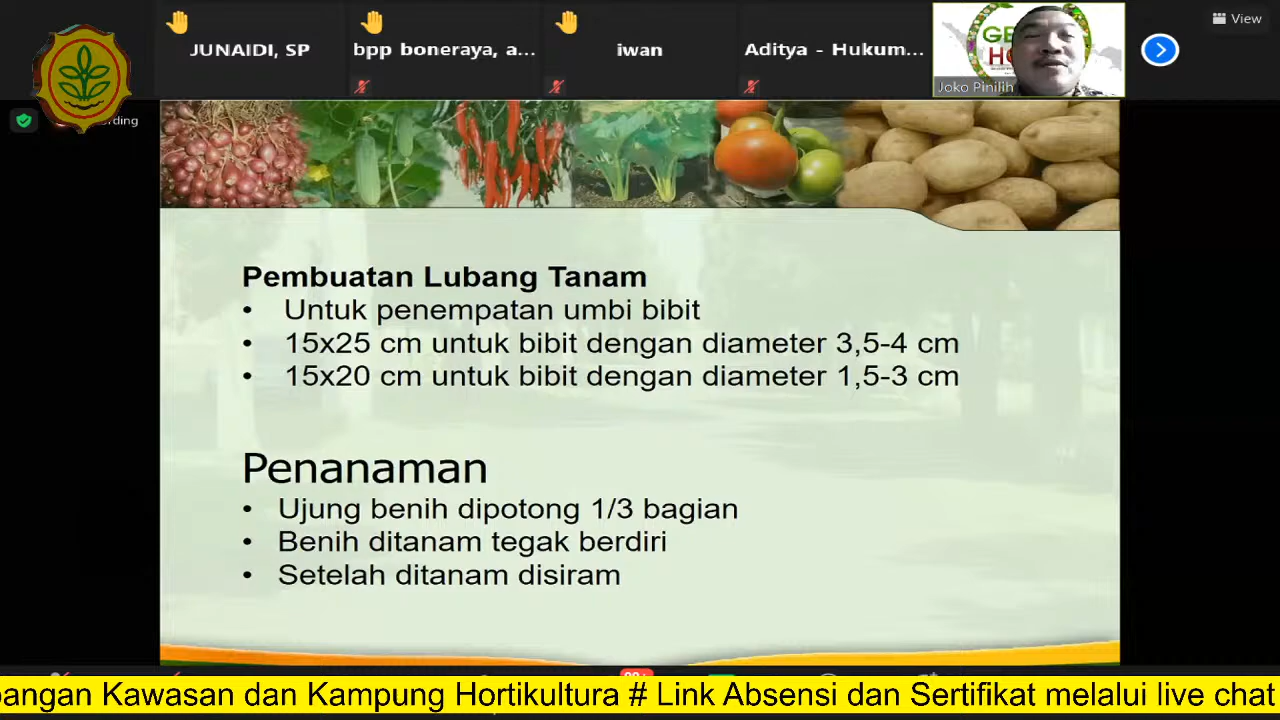 JUNAIDI, SP
bpp boneraya, a...
iwan
Aditya - Hukum...
Joko Pinilih
View
Pembuatan Lubang Tanam
• Untuk penempatan umbi bibit
• 15x25 cm untuk bibit dengan diameter 3,5-4 cm
• 15x20 cm untuk bibit dengan diameter 1,5-3 cm
Penanaman
• Ujung benih dipotong 1/3 bagian
• Benih ditanam tegak berdiri
• Setelah ditanam disiram
pangan Kawasan dan Kampung Hortikultura # Link Absensi dan Sertifikat melalui live chat